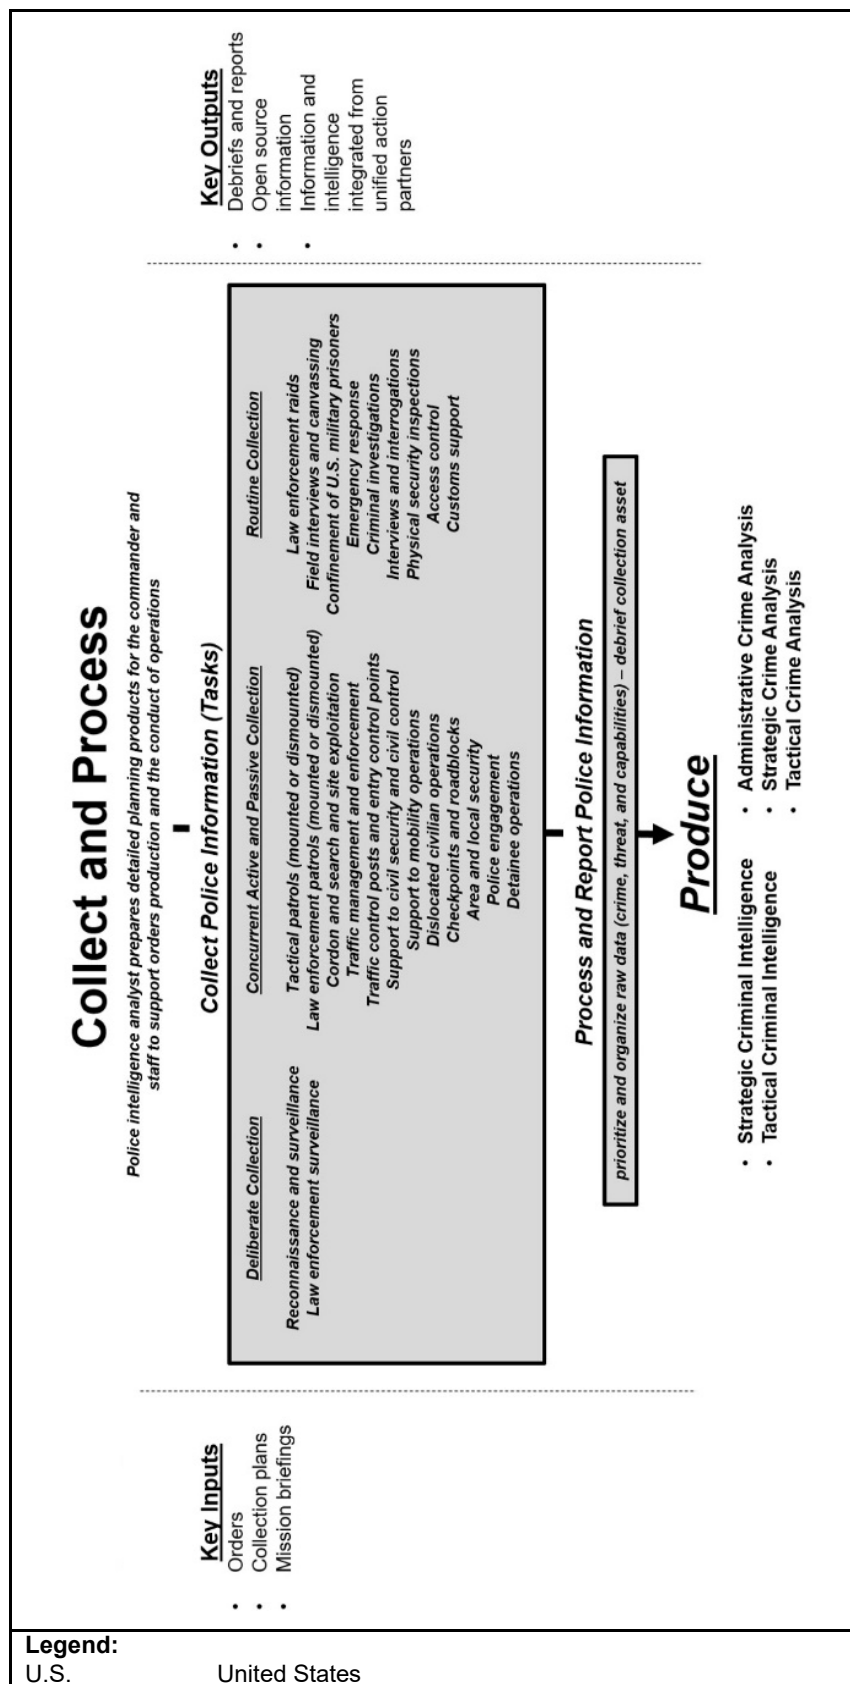 Collect and Process
Police intelligence analyst prepares detailed planning products for the commander and
staff to support orders production and the conduct of operations
Key Inputs
• Orders
• Collection plans
• Mission briefings
Collect Police Information (Tasks)
Deliberate Collection
Reconnaissance and surveillance
Law enforcement surveillance
Concurrent Active and Passive Collection
Tactical patrols (mounted or dismounted)
Law enforcement patrols (mounted or dismounted)
Cordon and search and site exploitation
Traffic management and enforcement
Traffic control posts and entry control points
Support to civil security and civil control
Support to mobility operations
Dislocated civilian operations
Checkpoints and roadblocks
Area and local security
Police engagement
Detainee operations
Routine Collection
Law enforcement raids
Field interviews and canvassing
Confinement of U.S. military prisoners
Emergency response
Criminal investigations
Interviews and interrogations
Physical security inspections
Access control
Customs support
Key Outputs
• Debriefs and reports
• Open source
information
• Information and
intelligence
integrated from
unified action
partners
Process and Report Police Information
prioritize and organize raw data (crime, threat, and capabilities) – debrief collection asset
Produce
• Strategic Criminal Intelligence
• Tactical Criminal Intelligence
• Administrative Crime Analysis
• Strategic Crime Analysis
• Tactical Crime Analysis
Legend:
U.S. United States